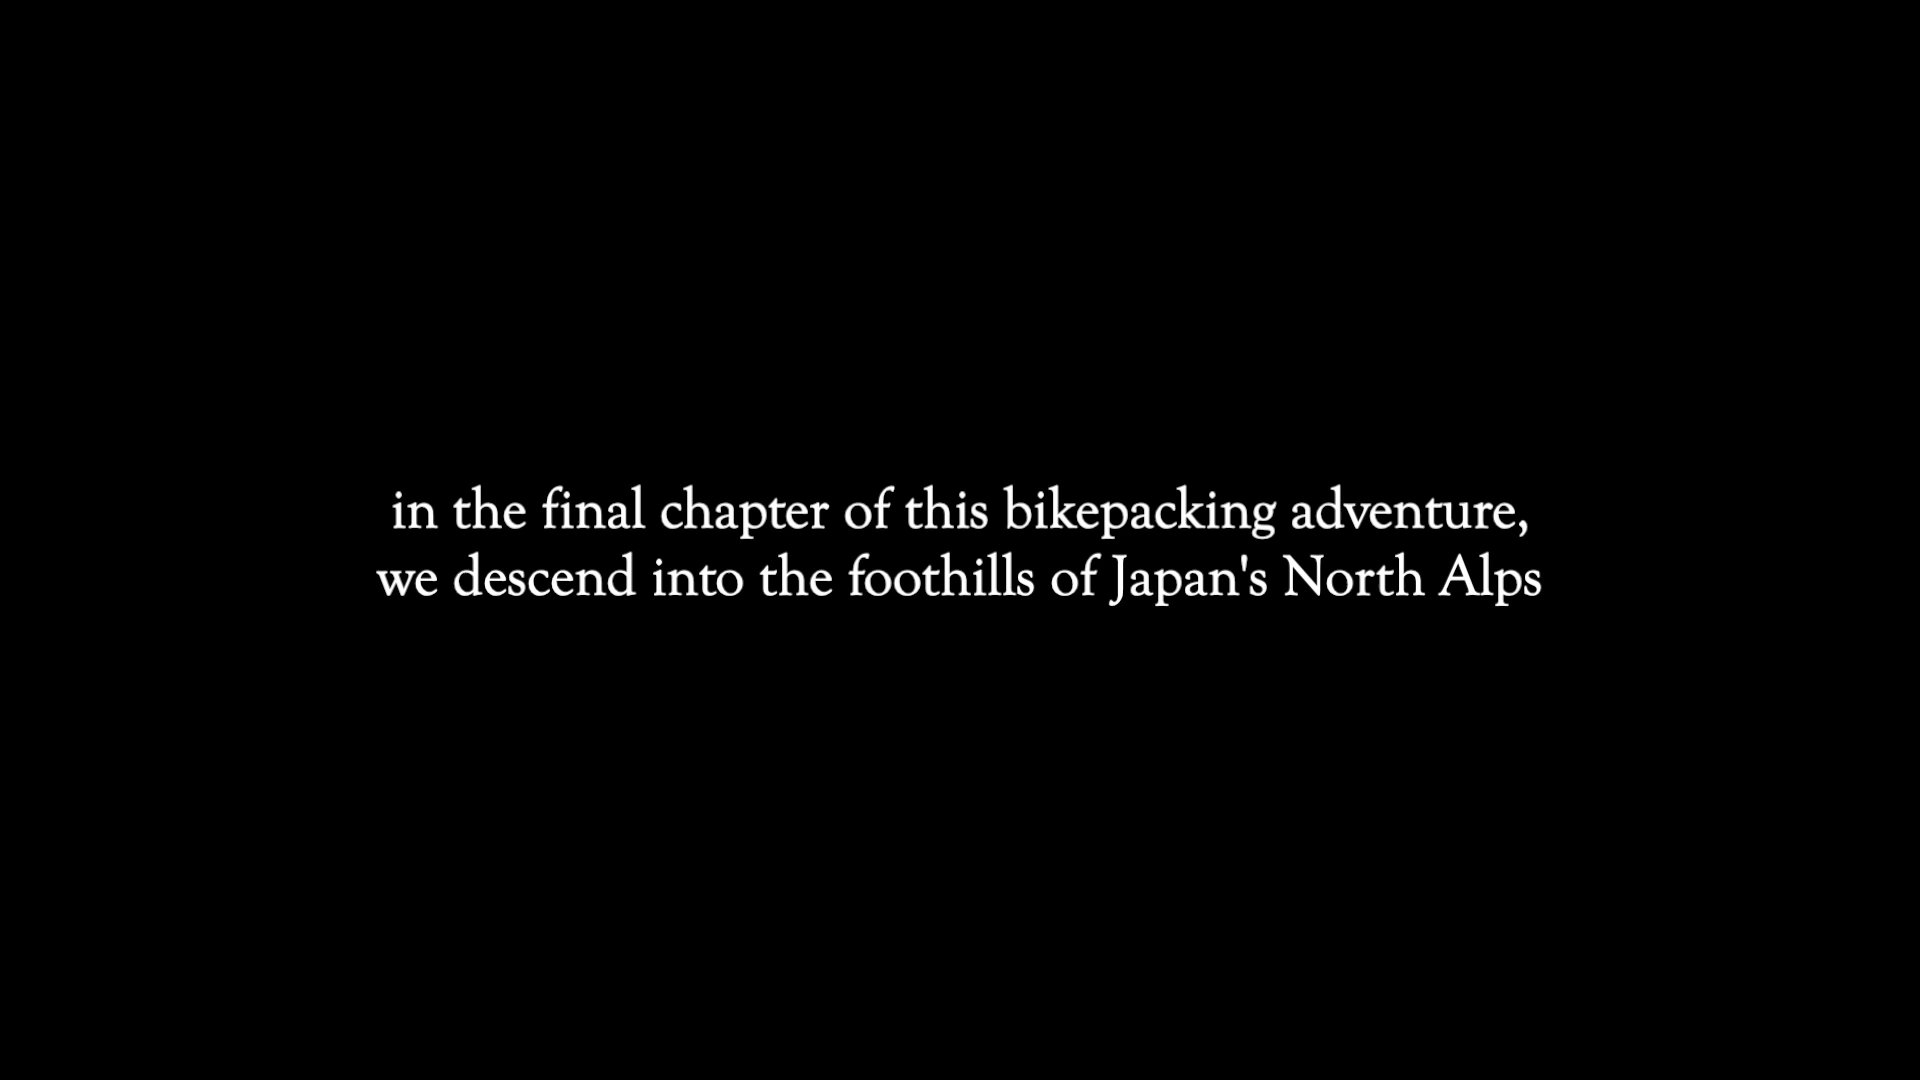 in the final chapter of this bikepacking adventure,
we descend into the foothills of Japan's North Alps